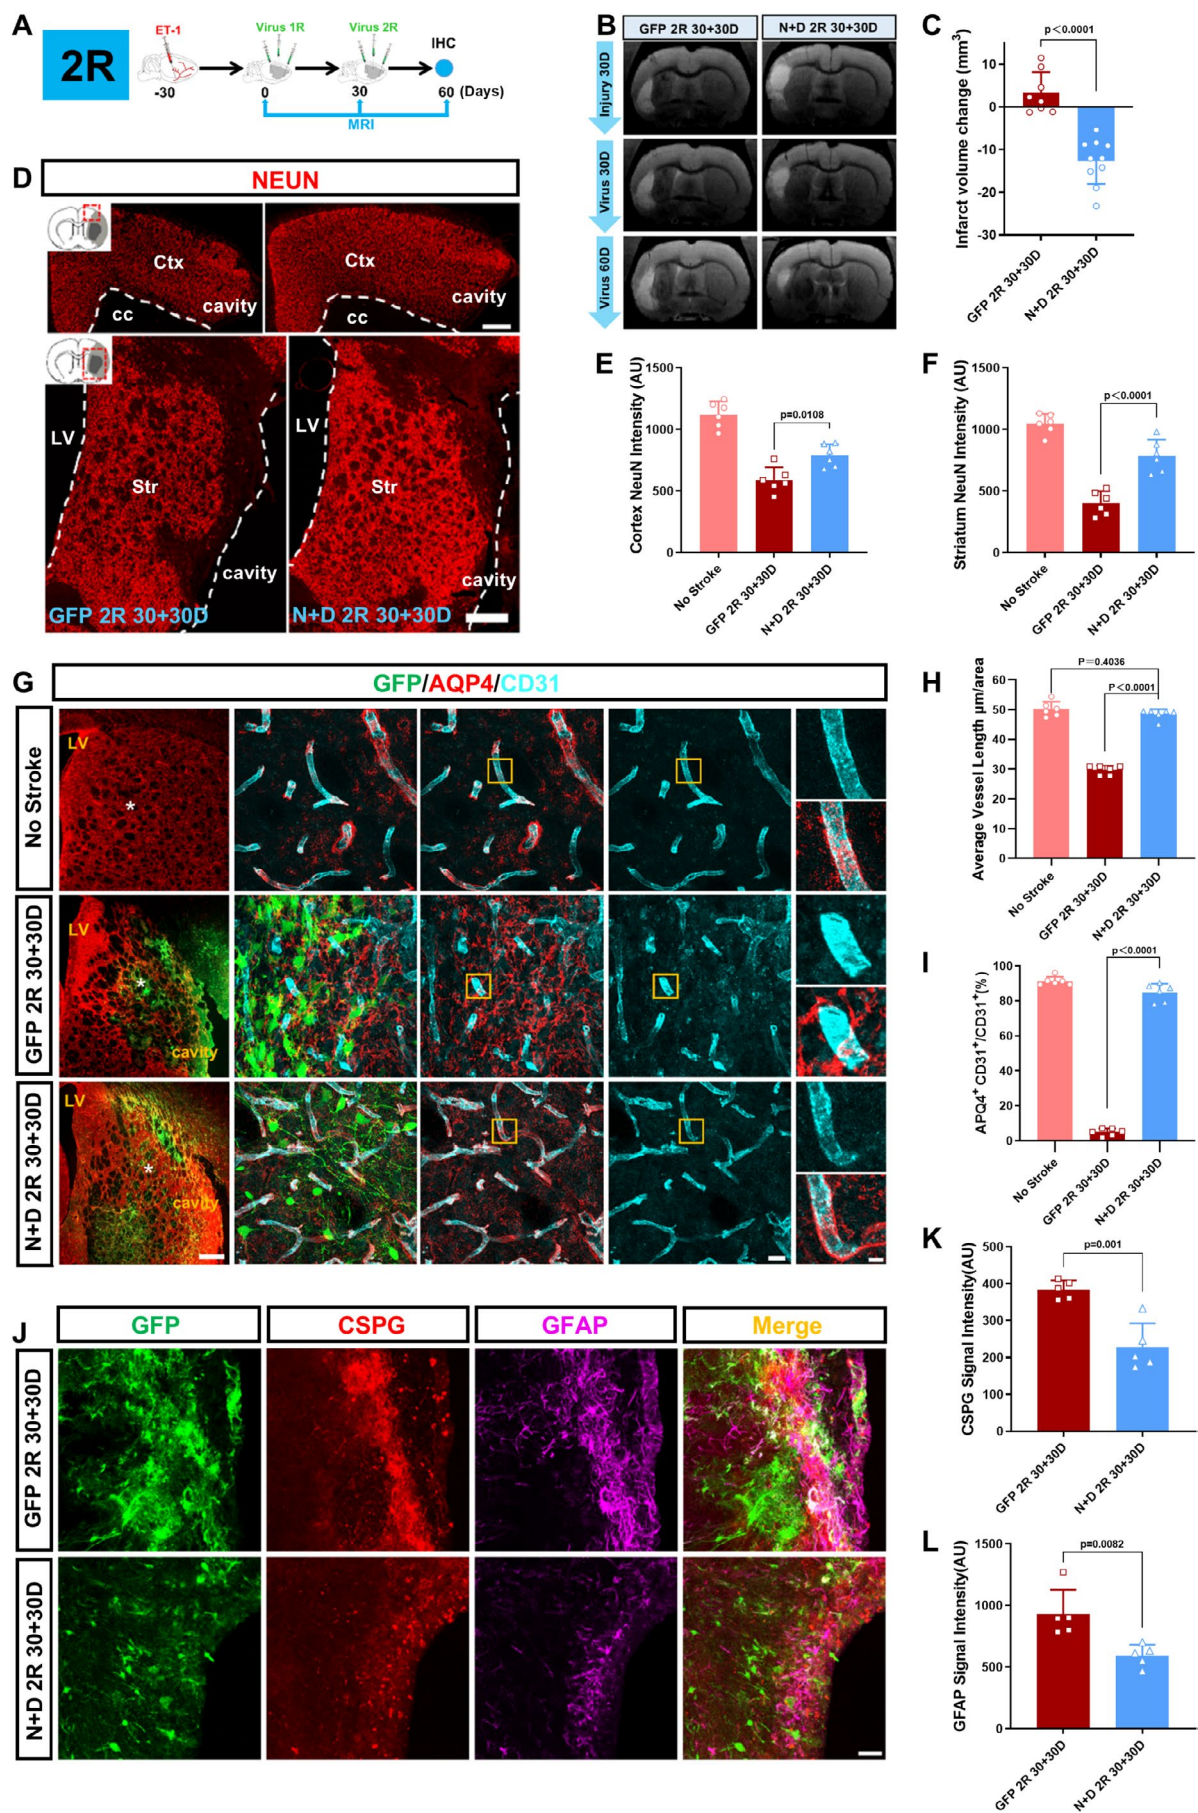 A
2R
ET-1
Virus 1R
Virus 2R
IHC
-30
0
30
60 (Days)
MRI
B
GFP 2R 30+30D
N+D 2R 30+30D
Injury 30D
Virus 30D
Virus 60D
C
Infarct volume change (mm³)
p<0.0001
10
0
-10
-20
-30
GFP 2R 30+30D
N+D 2R 30+30D
D
NEUN
Ctx
cavity
cc
Ctx
cavity
cc
LV
Str
cavity
GFP 2R 30+30D
Str
cavity
N+D 2R 30+30D
E
Cortex NeuN Intensity (AU)
1500
1000
500
0
p=0.0108
No Stroke
GFP 2R 30+30D
N+D 2R 30+30D
F
Striatum NeuN Intensity (AU)
1500
1000
500
0
p<0.0001
No Stroke
GFP 2R 30+30D
N+D 2R 30+30D
G
GFP/AQP4/CD31
No Stroke
LV
*
GFP 2R 30+30D
LV
*
cavity
N+D 2R 30+30D
LV
*
cavity
H
Average Vessel Length μm/area
60
50
40
30
20
10
0
P=0.4036
P<0.0001
No Stroke
GFP 2R 30+30D
N+D 2R 30+30D
I
APQ4⁺ CD31⁺/CD31⁺(%)
100
80
60
40
20
0
p<0.0001
No Stroke
GFP 2R 30+30D
N+D 2R 30+30D
J
GFP
CSPG
GFAP
Merge
GFP 2R 30+30D
N+D 2R 30+30D
K
CSPG Signal Intensity(AU)
500
400
300
200
100
0
p=0.001
GFP 2R 30+30D
N+D 2R 30+30D
L
GFAP Signal Intensity(AU)
1500
1000
500
0
p=0.0082
GFP 2R 30+30D
N+D 2R 30+30D